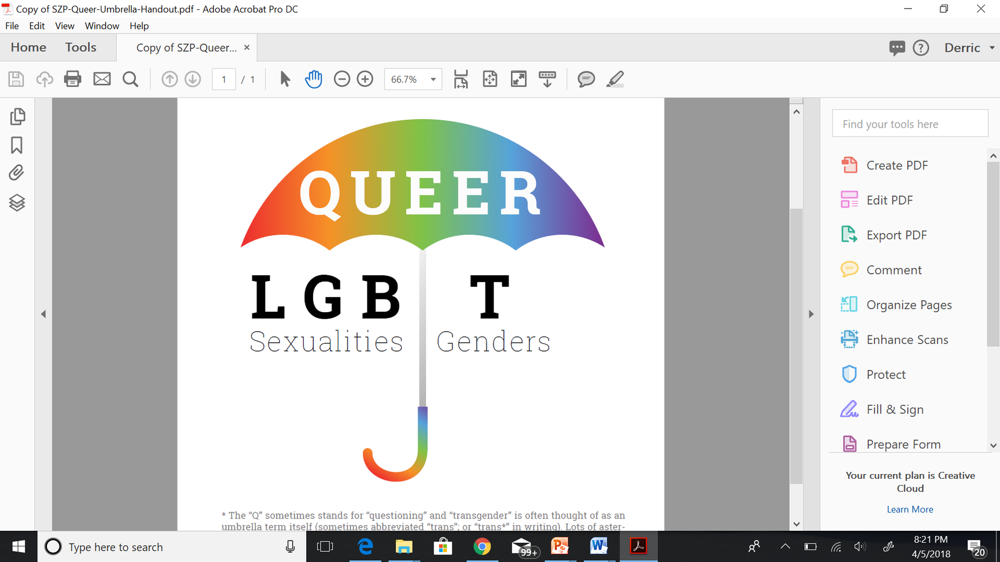 Copy of SZP-Queer-Umbrella-Handout.pdf - Adobe Acrobat Pro DC
File Edit View Window Help
Home Tools Copy of SZP-Queer... × Derric
1 / 1 66.7%
Find your tools here
Create PDF
Edit PDF
Export PDF
Comment
Organize Pages
Enhance Scans
Protect
Fill & Sign
Prepare Form
Your current plan is Creative
Cloud
Learn More
QUEER
L G B T
Sexualities Genders
* The “Q” sometimes stands for “questioning” and “transgender” is often thought of as an
umbrella term itself (sometimes abbreviated “trans”; or “trans*” in writing). Lots of aster-
Type here to search
99+
8:21 PM
4/5/2018
20